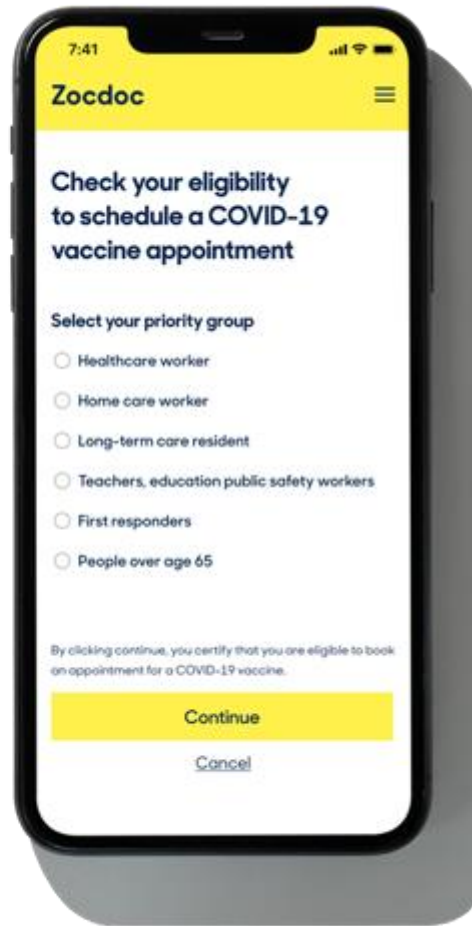 7:41
Zocdoc
Check your eligibility
to schedule a COVID-19
vaccine appointment
Select your priority group
Healthcare worker
Home care worker
Long-term care resident
Teachers, education public safety workers
First responders
People over age 65
By clicking continue, you certify that you are eligible to book
an appointment for a COVID-19 vaccine.
Continue
Cancel